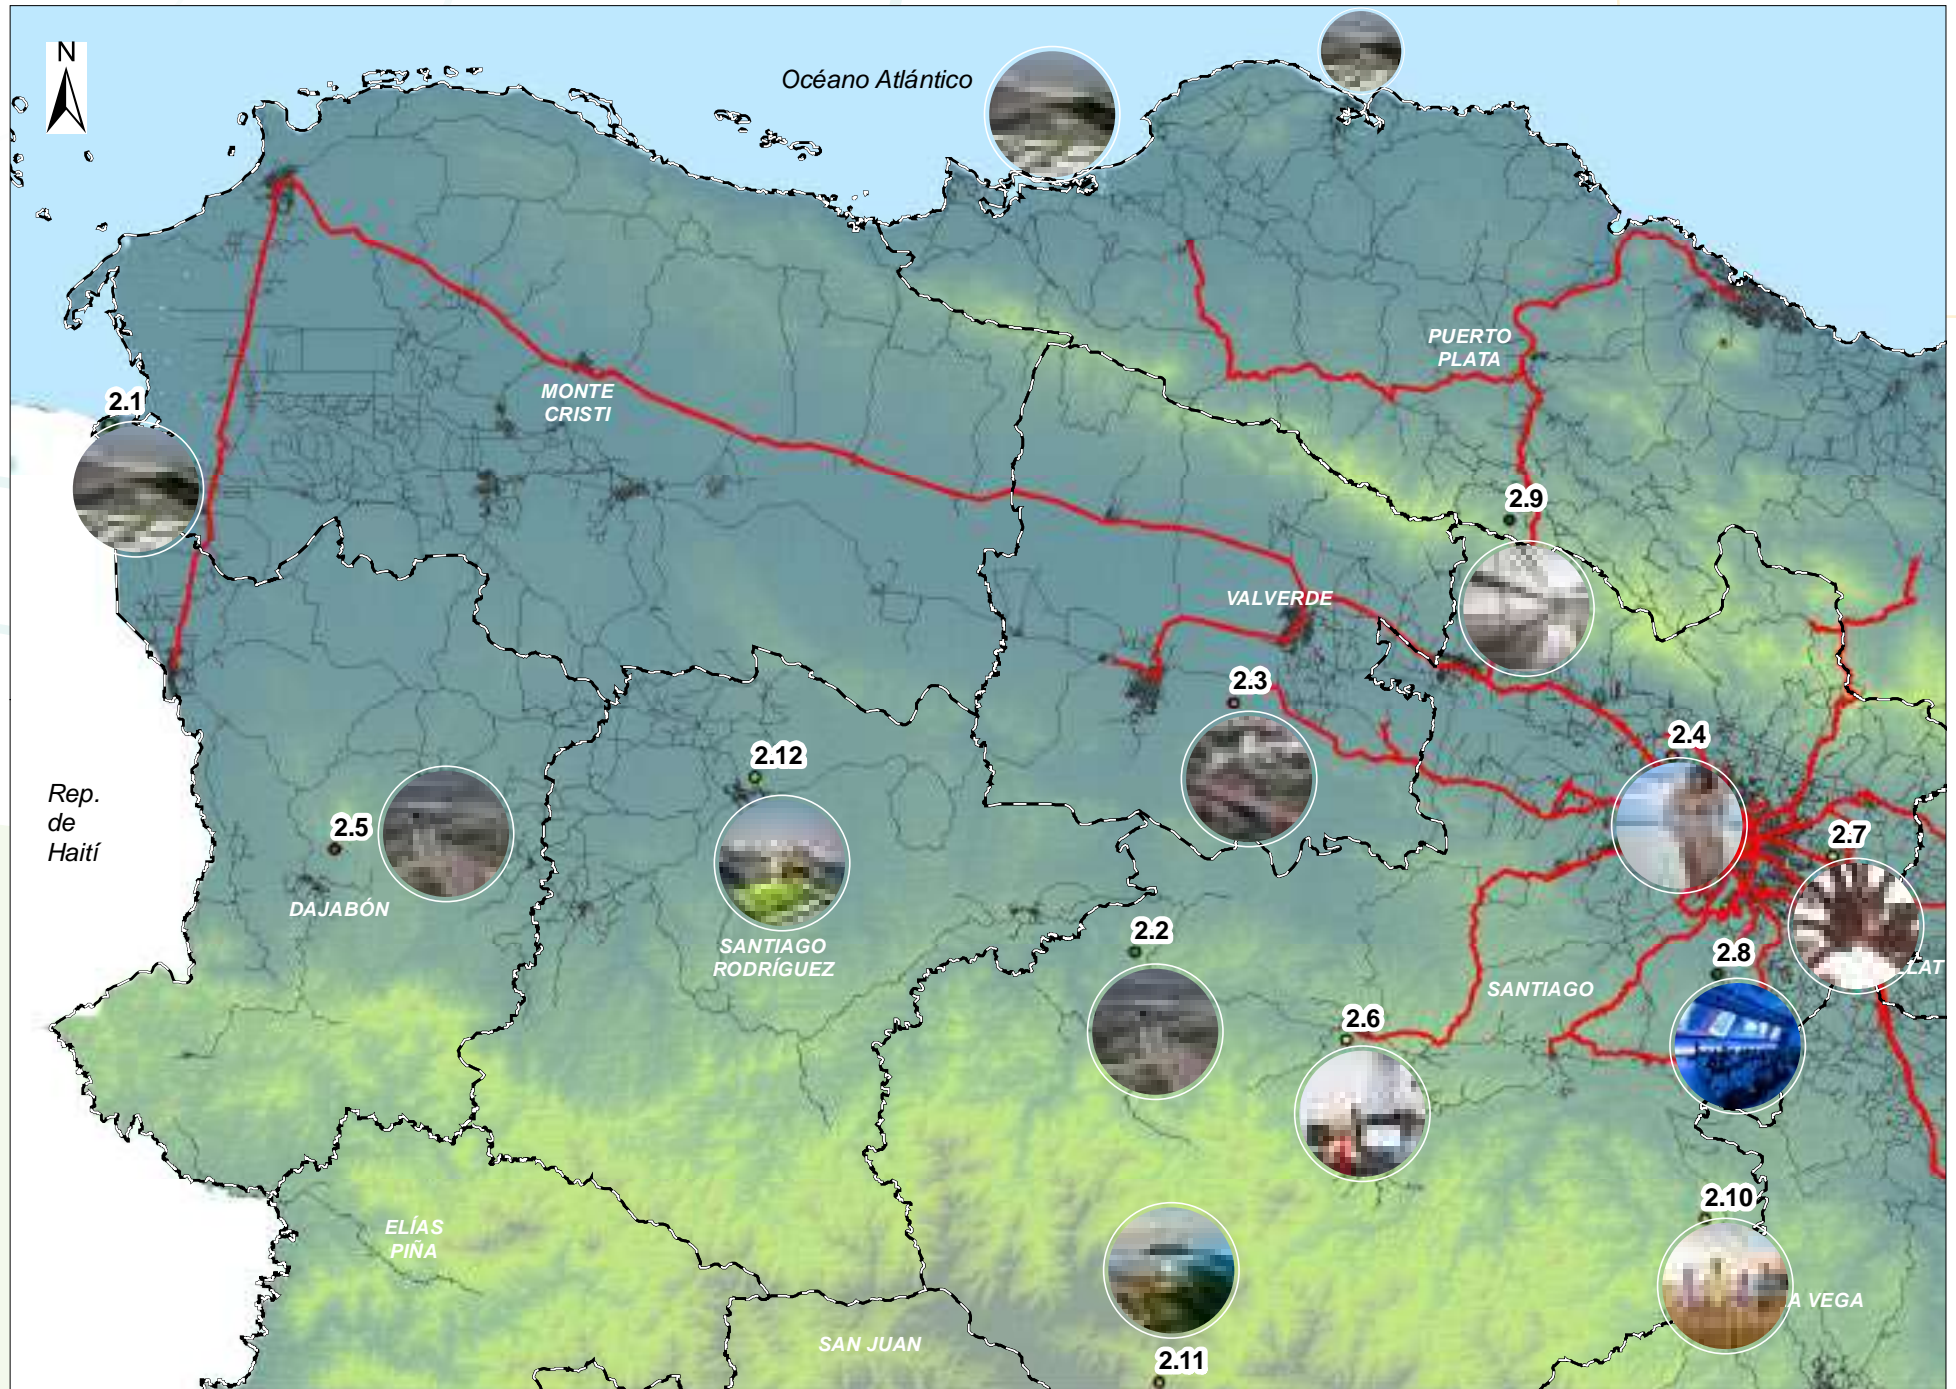 N
Océano Atlántico
PUERTO
PLATA
2.1
MONTE
CRISTI
2.9
VALVERDE
2.3
2.4
2.12
Rep.
de
Haití
2.5
2.7
DAJABÓN
2.2
SANTIAGO
RODRÍGUEZ
2.8
LAT
SANTIAGO
2.6
2.10
ELÍAS
PIÑA
A VEGA
SAN JUAN
2.11